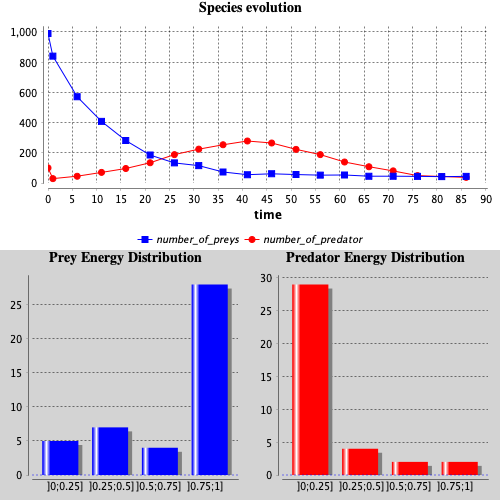 Species evolution
1,000
800
600
400
200
0
0 5 10 15 20 25 30 35 40 45 50 55 60 65 70 75 80 85 90
time
number_of_preys number_of_predator
Prey Energy Distribution
25
20
15
10
5
0
]0;0.25] ]0.25;0.5] ]0.5;0.75] ]0.75;1]
Predator Energy Distribution
30
25
20
15
10
5
0
]0;0.25] ]0.25;0.5] ]0.5;0.75] ]0.75;1]